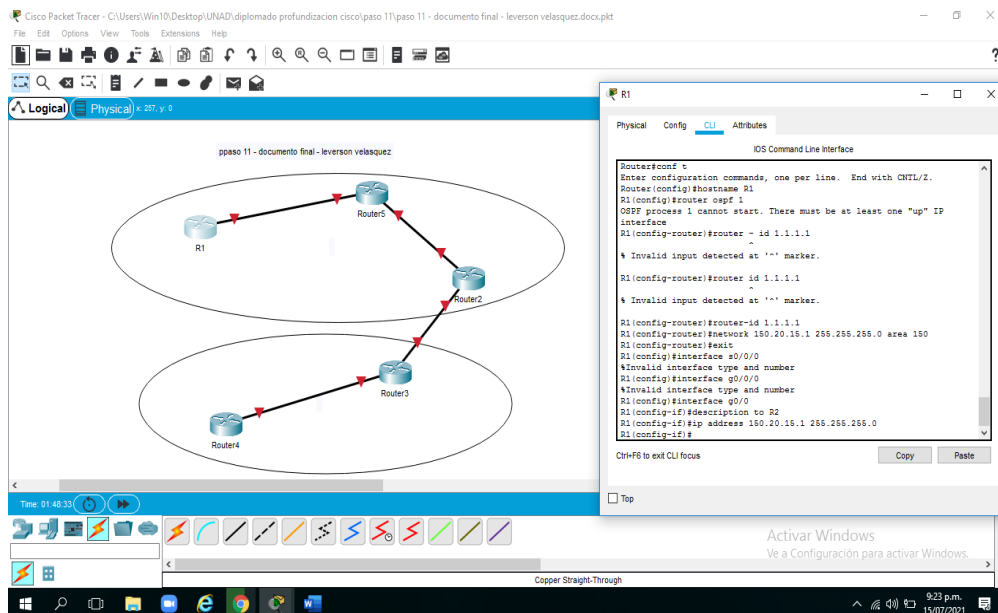 Cisco Packet Tracer - C:\Users\Win10\Desktop\UNAD\diplomado profundizacion cisco\paso 11\paso 11 - documento final - leverson velasquez.docx.pkt
File Edit Options View Tools Extensions Help
Logical Physical x: 257, y: 0
ppaso 11 - documento final - leverson velasquez
Router5
R1
Router2
Router3
Router4
R1
Physical Config CLI Attributes
IOS Command Line Interface
Router#conf t
Enter configuration commands, one per line. End with CNTL/Z.
Router(config)#hostname R1
R1(config)#router ospf 1
OSPF process 1 cannot start. There must be at least one "up" IP
interface
R1(config-router)#router - id 1.1.1.1
^
% Invalid input detected at '^' marker.
R1(config-router)#router id 1.1.1.1
^
% Invalid input detected at '^' marker.
R1(config-router)#router-id 1.1.1.1
R1(config-router)#network 150.20.15.1 255.255.255.0 area 150
R1(config-router)#exit
R1(config)#interface s0/0/0
%Invalid interface type and number
R1(config)#interface g0/0/0
%Invalid interface type and number
R1(config)#interface g0/0
R1(config-if)#description to R2
R1(config-if)#ip address 150.20.15.1 255.255.255.0
R1(config-if)#
Ctrl+F6 to exit CLI focus
Copy Paste
Top
Time: 01:48:33
Activar Windows
Ve a Configuración para activar Windows.
Copper Straight-Through
9:23 p.m.
15/07/2021